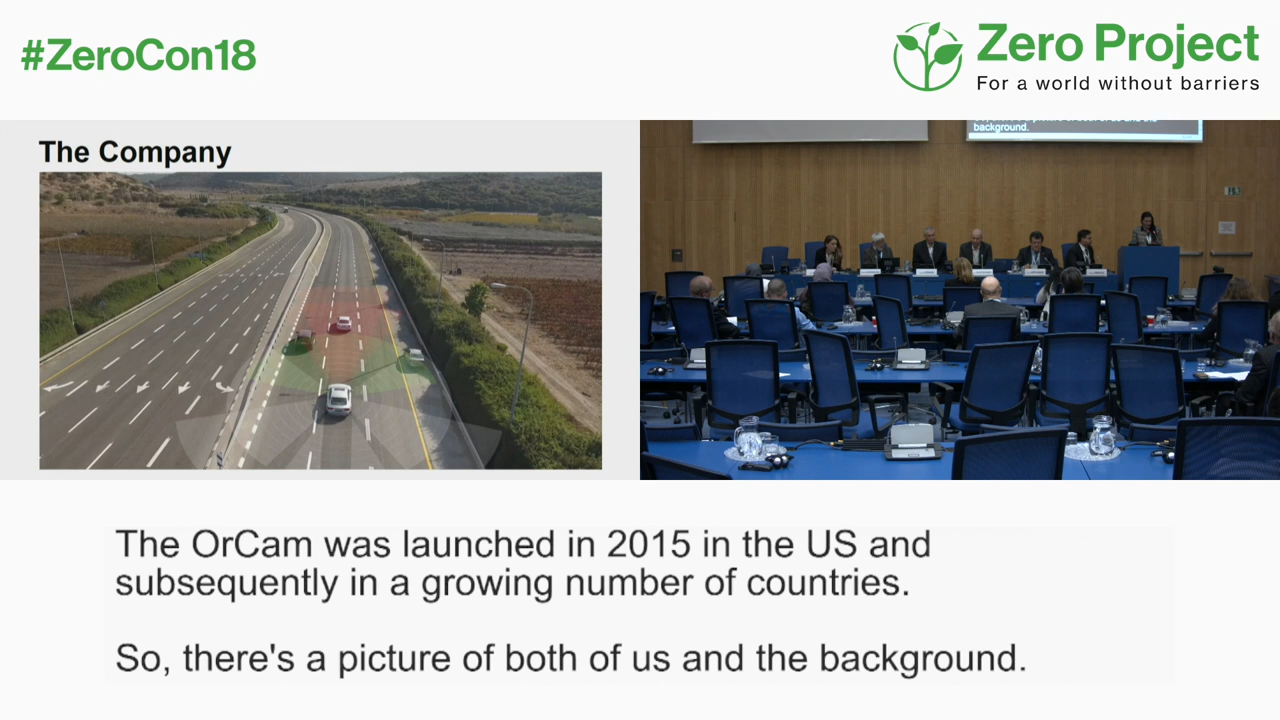 #ZeroCon18
Zero Project
For a world without barriers
The Company
background.
The OrCam was launched in 2015 in the US and
subsequently in a growing number of countries.
So, there's a picture of both of us and the background.